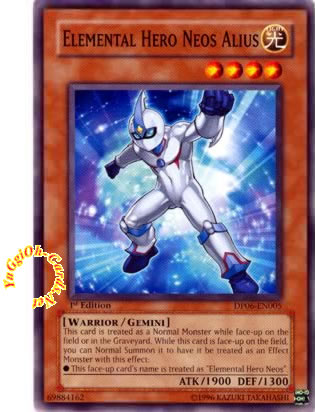 ELEMENTAL HERO NEOS ALIUS
光
YuGgiOh-Cards.Net
1st Edition
DP06-EN005
[WARRIOR / GEMINI]
This card is treated as a Normal Monster while face-up on the
field or in the Graveyard. While this card is face-up on the field,
you can Normal Summon it to have it be treated as an Effect
Monster with this effect:
● This face-up card's name is treated as "Elemental Hero Neos".
ATK/1900 DEF/1300
69884162
©1996 KAZUKI TAKAHASHI